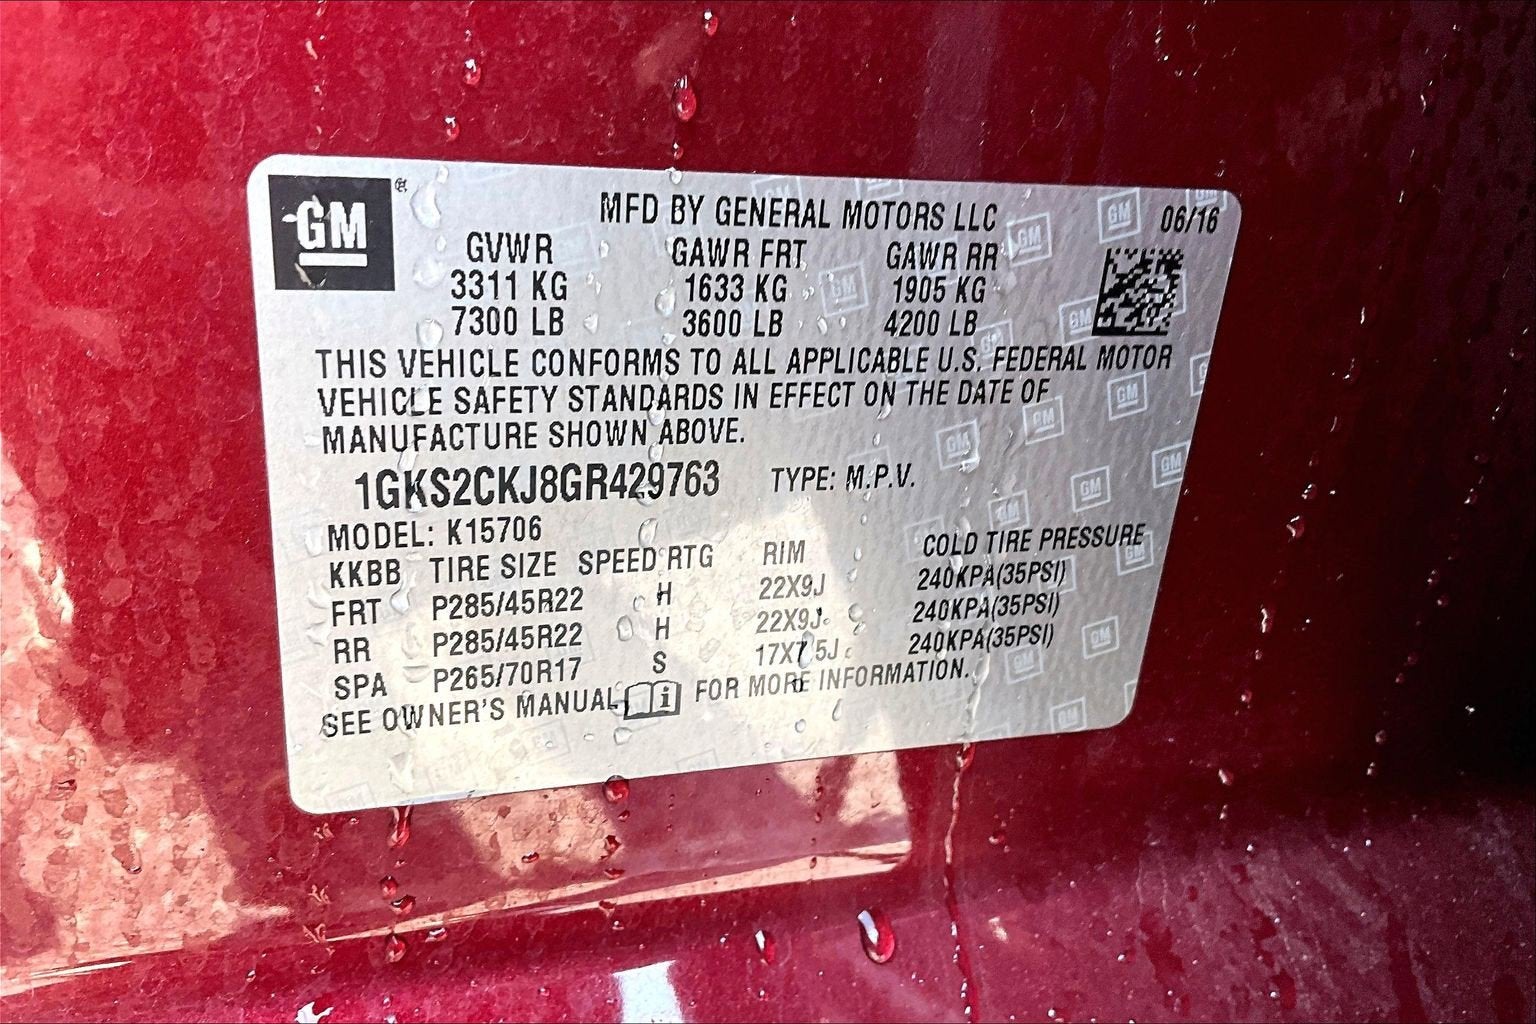 GM
MFD BY GENERAL MOTORS LLC 06/16
GVWR GAWR FRT GAWR RR
3311 KG 1633 KG 1905 KG
7300 LB 3600 LB 4200 LB
THIS VEHICLE CONFORMS TO ALL APPLICABLE U.S. FEDERAL MOTOR
VEHICLE SAFETY STANDARDS IN EFFECT ON THE DATE OF
MANUFACTURE SHOWN ABOVE.
1GKS2CKJ8GR429763 TYPE: M.P.V.
MODEL: K15706
KKBB TIRE SIZE SPEED RTG RIM COLD TIRE PRESSURE
FRT P285/45R22 H 22X9J 240KPA(35PSI)
RR P285/45R22 H 22X9J 240KPA(35PSI)
SPA P265/70R17 S 17X7.5J 240KPA(35PSI)
SEE OWNER'S MANUAL FOR MORE INFORMATION.